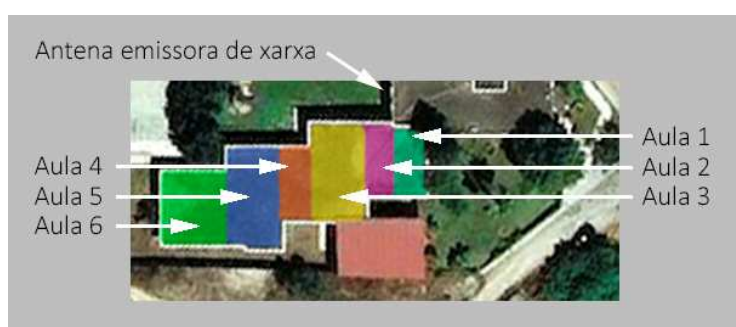 Antena emissora de xarxa
Aula 1
Aula 2
Aula 3
Aula 4
Aula 5
Aula 6